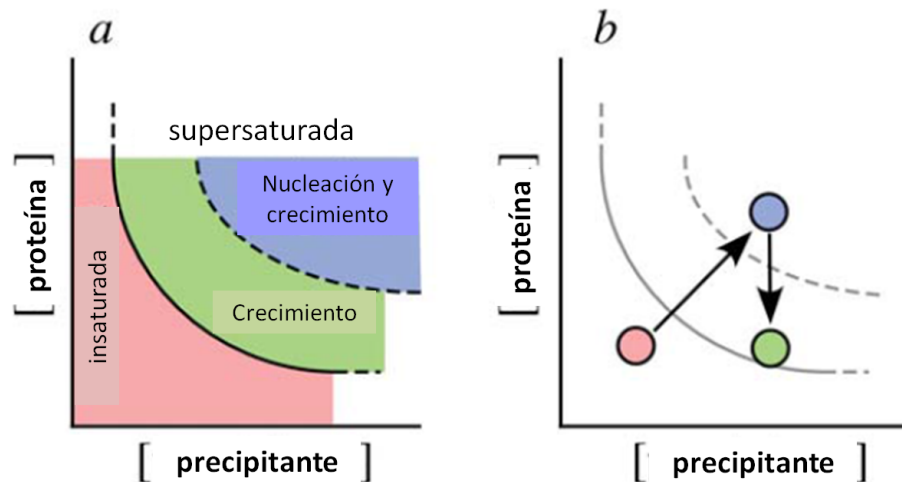 a
supersaturada
Nucleación y
crecimiento
Crecimiento
insaturada
[ proteína ]
[ precipitante ]
b
[ proteína ]
[ precipitante ]